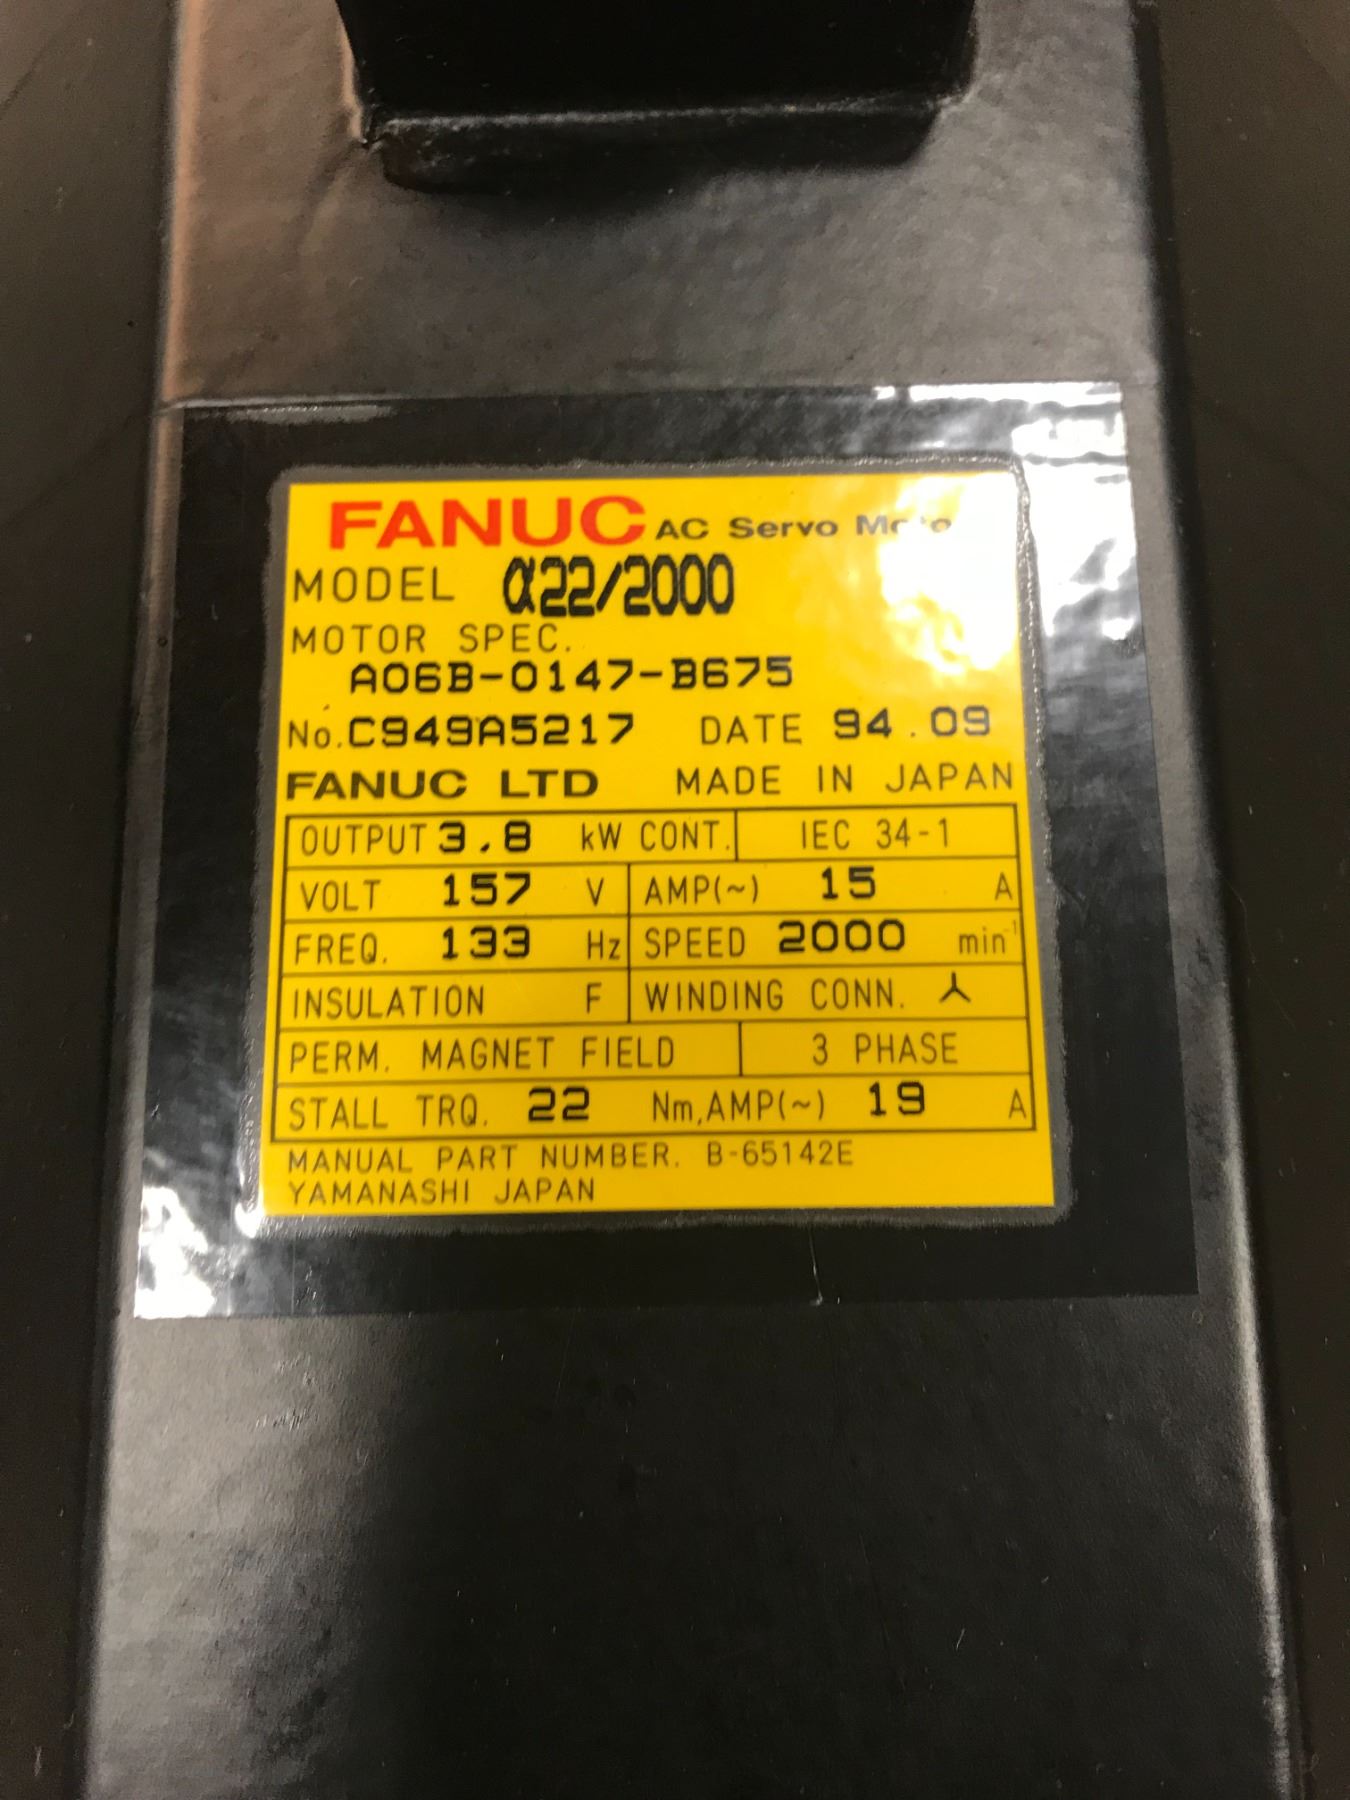 FANUC AC Servo Motor
MODEL α22/2000
MOTOR SPEC.
A06B-0147-B675
No.C949A5217 DATE 94.09
FANUC LTD MADE IN JAPAN
OUTPUT 3.8 kW CONT. IEC 34-1
VOLT 157 V AMP(~) 15 A
FREQ. 133 Hz SPEED 2000 min-1
INSULATION F WINDING CONN.
PERM. MAGNET FIELD 3 PHASE
STALL TRQ. 22 Nm,AMP(~) 19 A
MANUAL PART NUMBER. B-65142E
YAMANASHI JAPAN